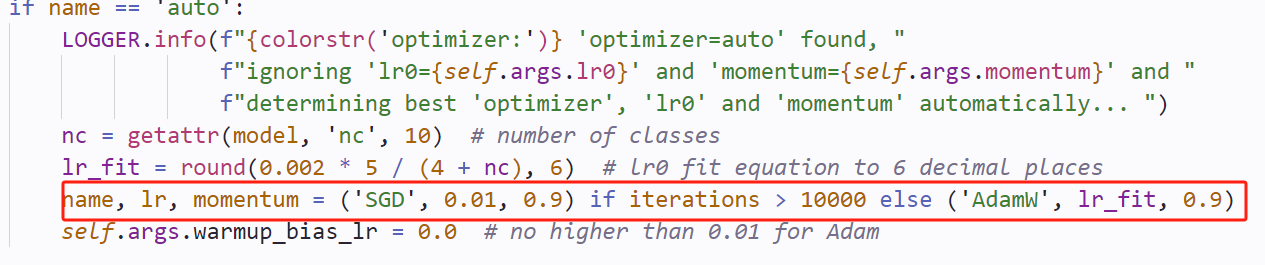 if name == 'auto':
LOGGER.info(f"{colorstr('optimizer:')} 'optimizer=auto' found, "
f"ignoring 'lr0={self.args.lr0}' and 'momentum={self.args.momentum}' and "
f"determining best 'optimizer', 'lr0' and 'momentum' automatically... ")
nc = getattr(model, 'nc', 10)  # number of classes
lr_fit = round(0.002 * 5 / (4 + nc), 6)  # lr0 fit equation to 6 decimal places
name, lr, momentum = ('SGD', 0.01, 0.9) if iterations > 10000 else ('AdamW', lr_fit, 0.9)
self.args.warmup_bias_lr = 0.0  # no higher than 0.01 for Adam